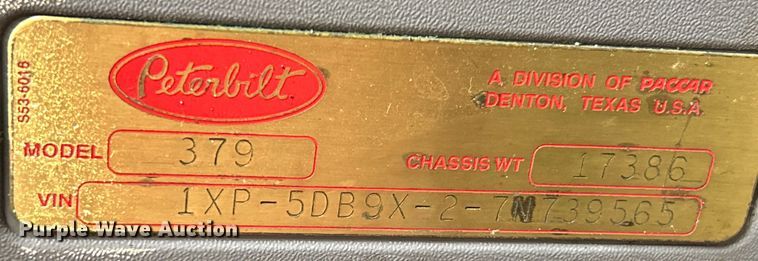 S53-6016
Peterbilt
A DIVISION OF PACCAR
DENTON, TEXAS U.S.A.
MODEL 379
CHASSIS WT 17386
VIN 1XP-5DB9X-2-7N739565
Purple Wave Auction